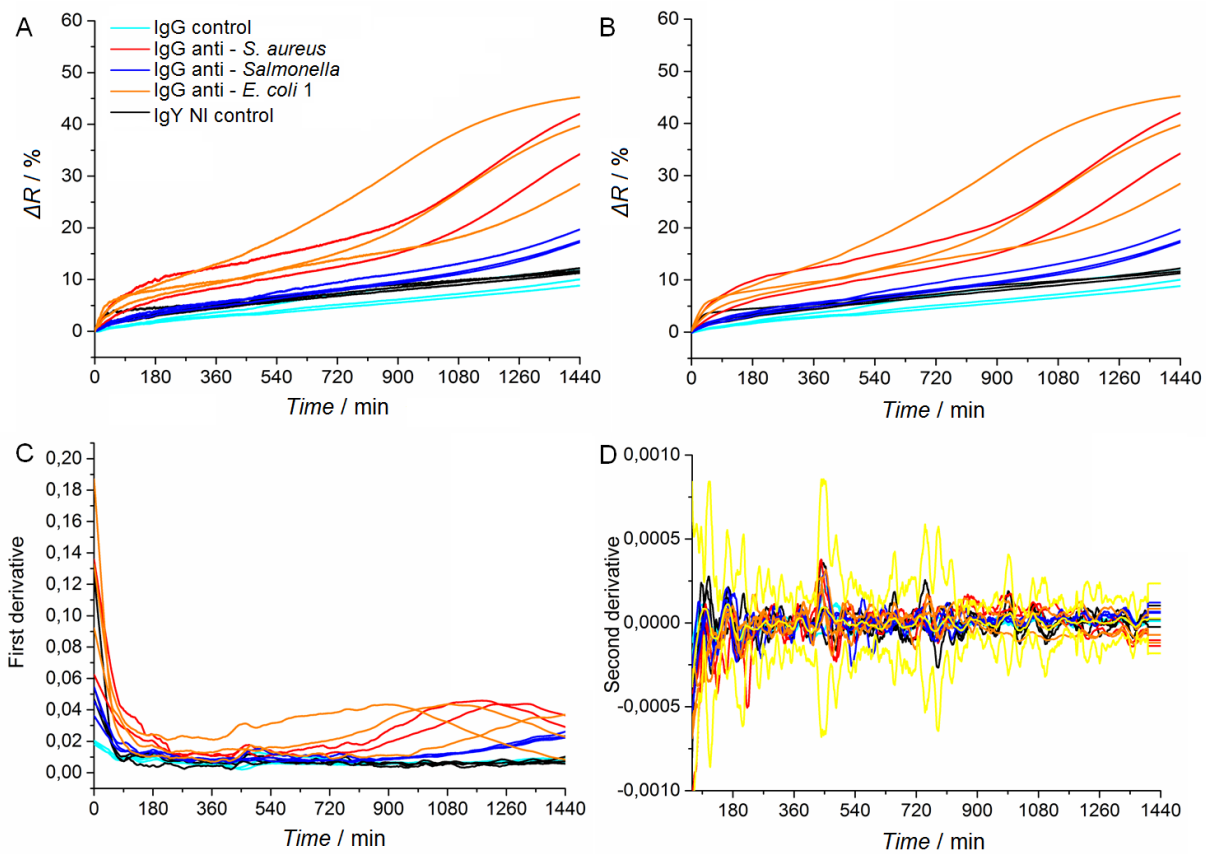 A
60
50
40
30
20
10
0
ΔR / %
IgG control
IgG anti - S. aureus
IgG anti - Salmonella
IgG anti - E. coli 1
IgY NI control
0 180 360 540 720 900 1080 1260 1440
Time / min
B
60
50
40
30
20
10
0
ΔR / %
0 180 360 540 720 900 1080 1260 1440
Time / min
C
0,20
0,18
0,16
0,14
0,12
0,10
0,08
0,06
0,04
0,02
0,00
First derivative
0 180 360 540 720 900 1080 1260 1440
Time / min
D
0,0010
0,0005
0,0000
-0,0005
-0,0010
Second derivative
180 360 540 720 900 1080 1260 1440
Time / min